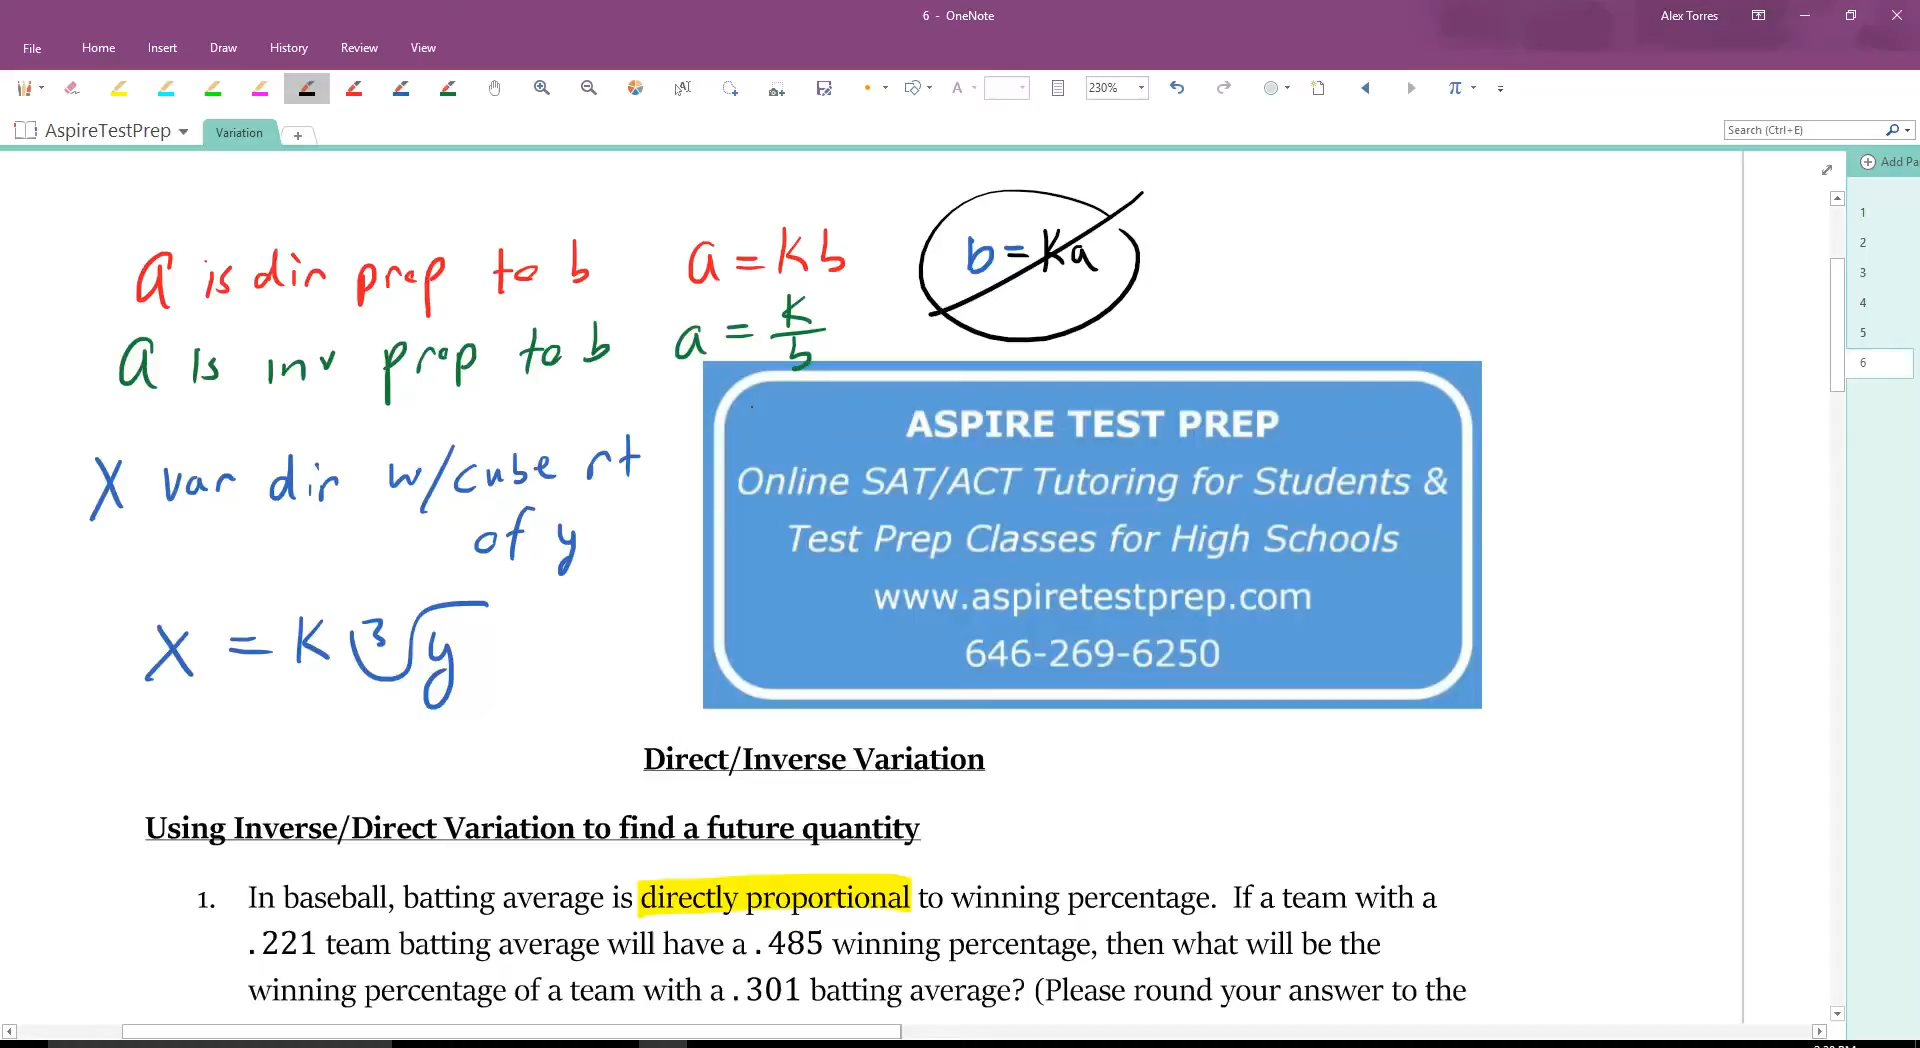 6 - OneNote
Alex Torres
File Home Insert Draw History Review View
230%
AspireTestPrep
Variation
Search (Ctrl+E)
Add Pa
1
2
3
4
5
6
a is dir prop to b a = kb b = ka
a is inv prop to b a = k/b
X var dir w/cube rt
of y
X = K ∛y
ASPIRE TEST PREP
Online SAT/ACT Tutoring for Students &
Test Prep Classes for High Schools
www.aspiretestprep.com
646-269-6250
Direct/Inverse Variation
Using Inverse/Direct Variation to find a future quantity
1. In baseball, batting average is directly proportional to winning percentage. If a team with a
.221 team batting average will have a .485 winning percentage, then what will be the
winning percentage of a team with a .301 batting average? (Please round your answer to the